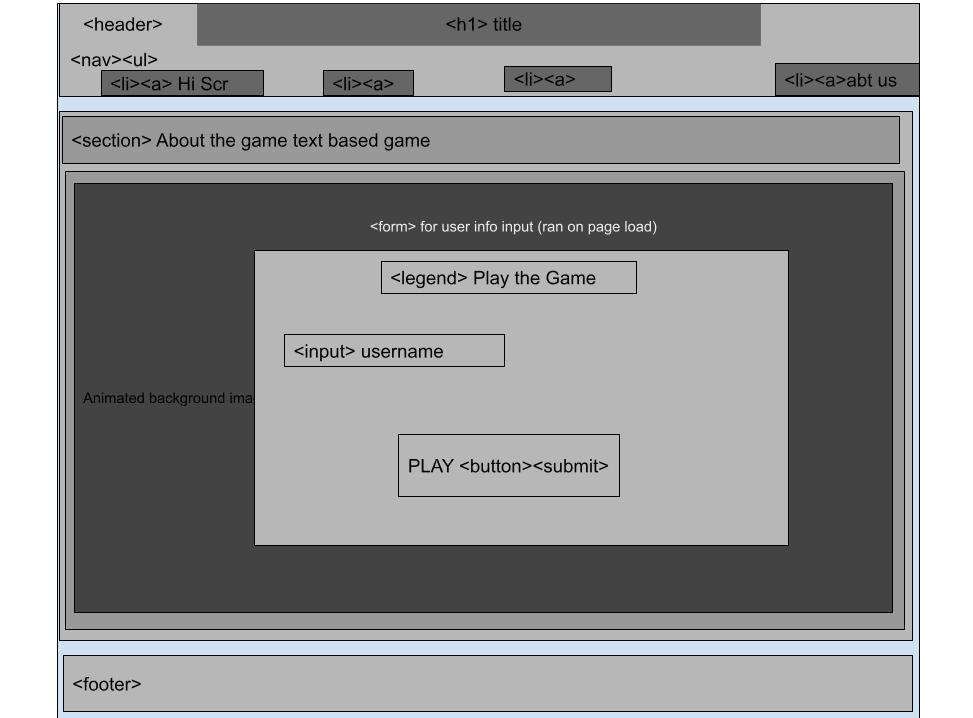 <header>
<h1> title
<nav><ul>
<li><a> Hi Scr
<li><a>
<li><a>
<li><a>abt us
<section> About the game text based game
<form> for user info input (ran on page load)
<legend> Play the Game
<input> username
Animated background ima
PLAY <button><submit>
<footer>